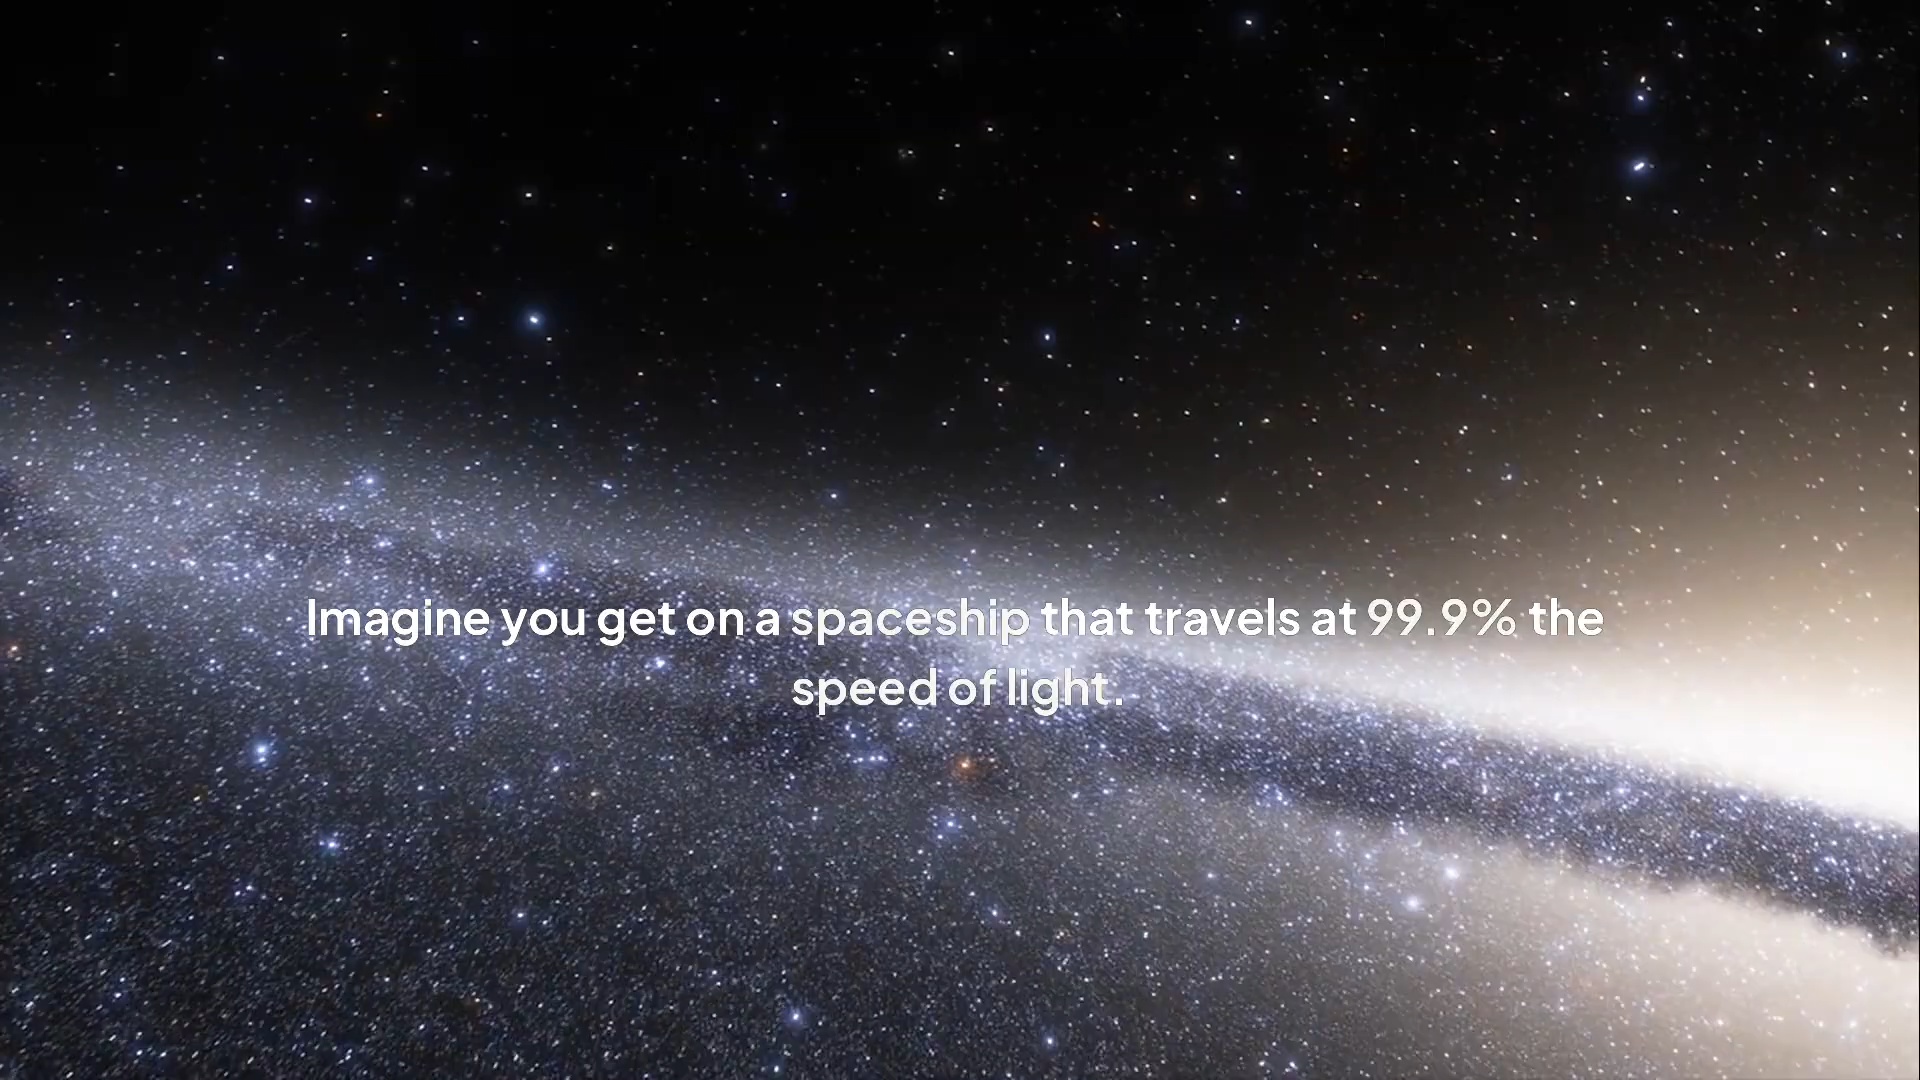 Imagine you get on a spaceship that travels at 99.9% the
speed of light.